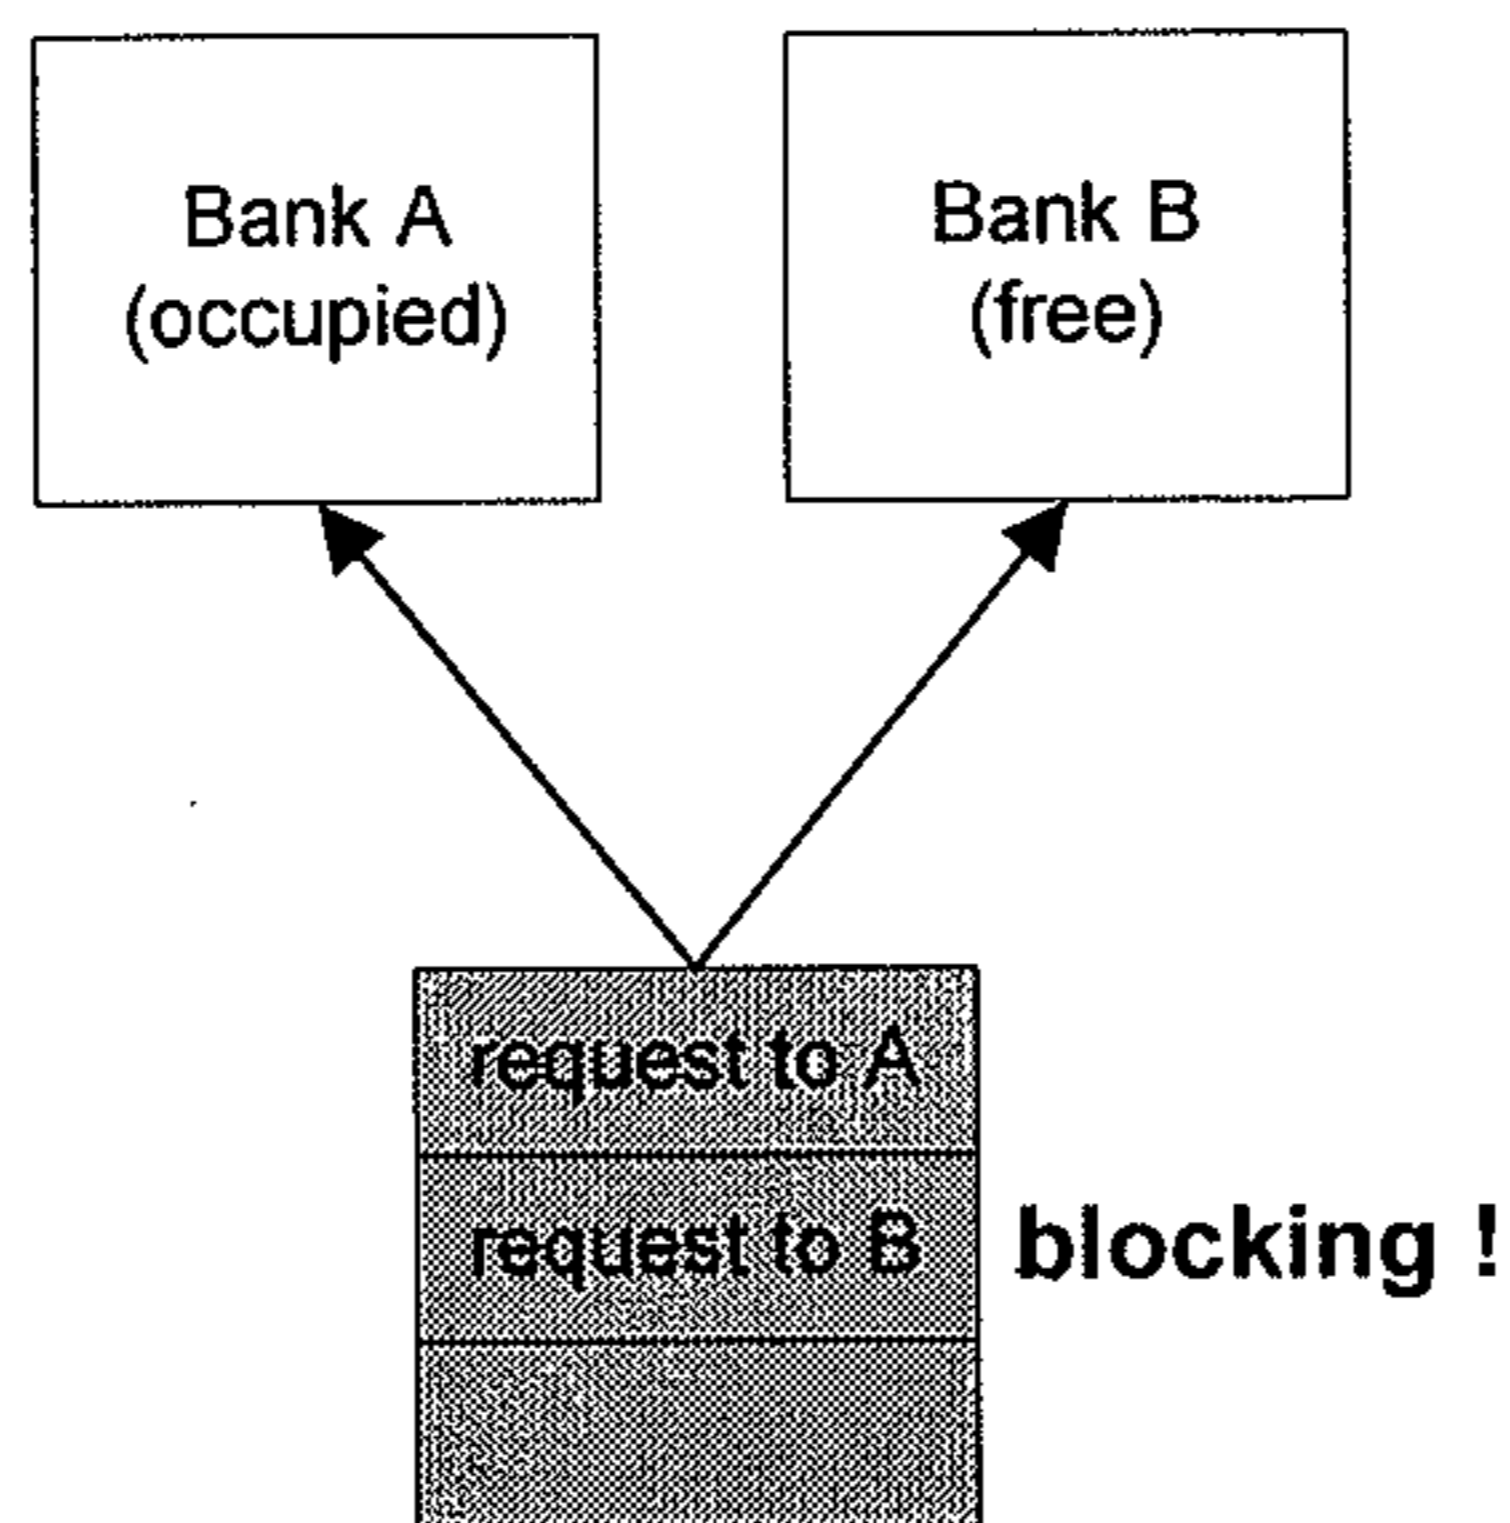 Bank A
(occupied)
Bank B
(free)
request to A
request to B
blocking !